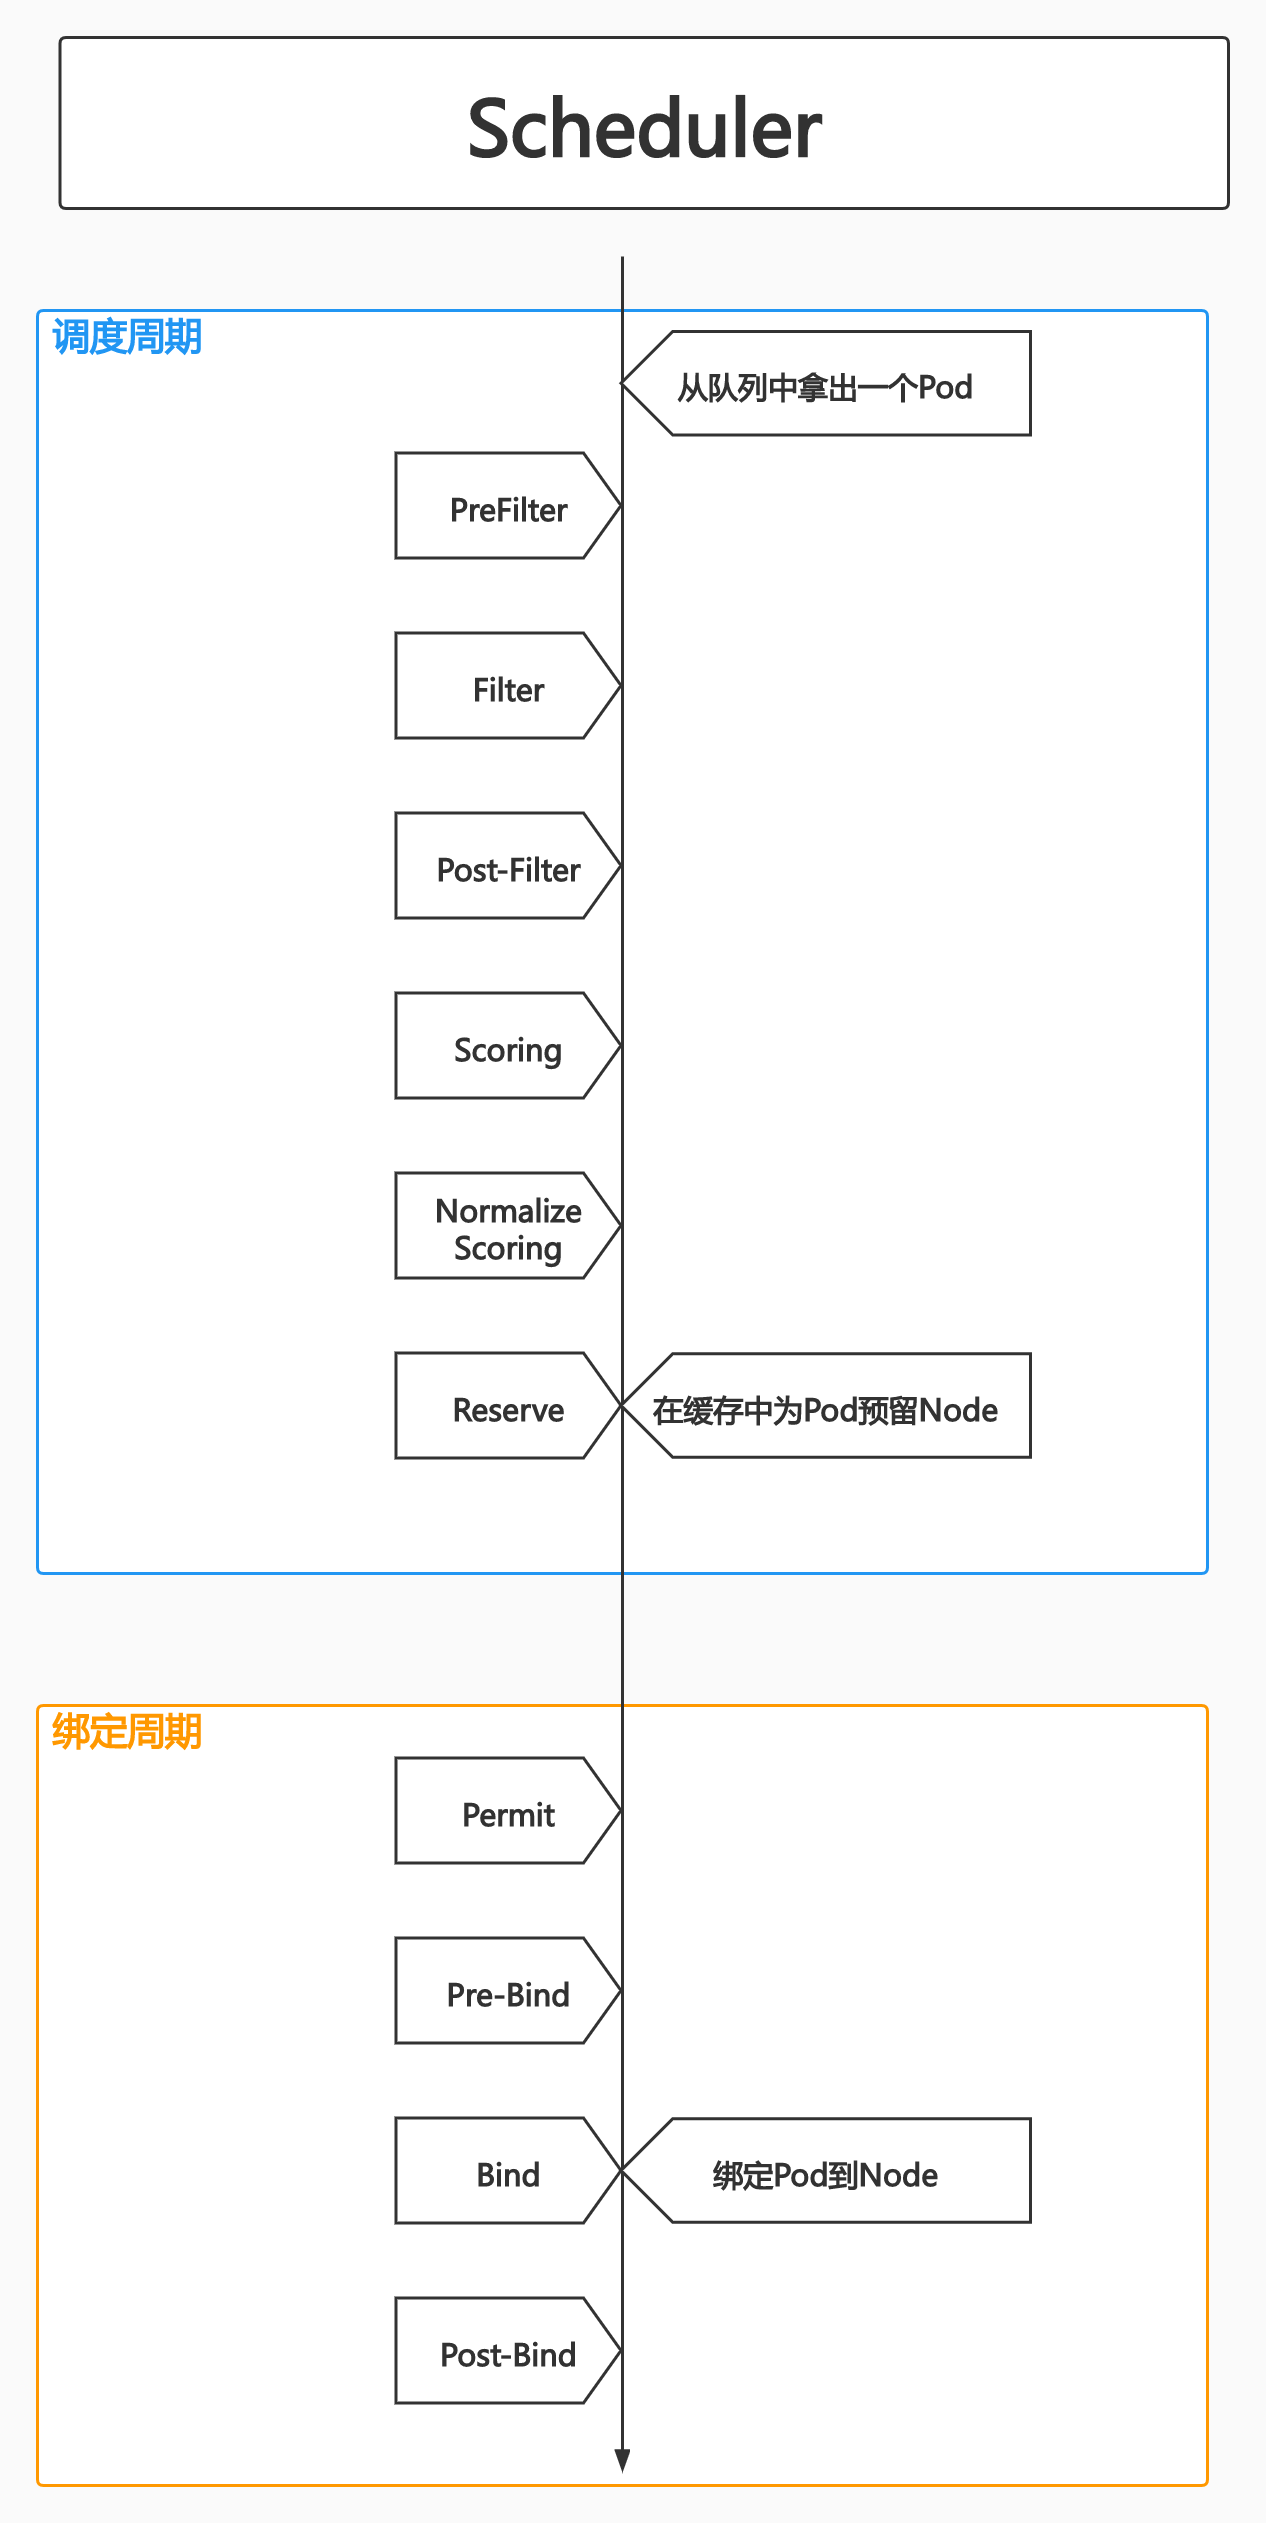 Scheduler
调度周期
从队列中拿出一个Pod
PreFilter
Filter
Post-Filter
Scoring
Normalize
Scoring
Reserve
在缓存中为Pod预留Node
绑定周期
Permit
Pre-Bind
Bind
绑定Pod到Node
Post-Bind